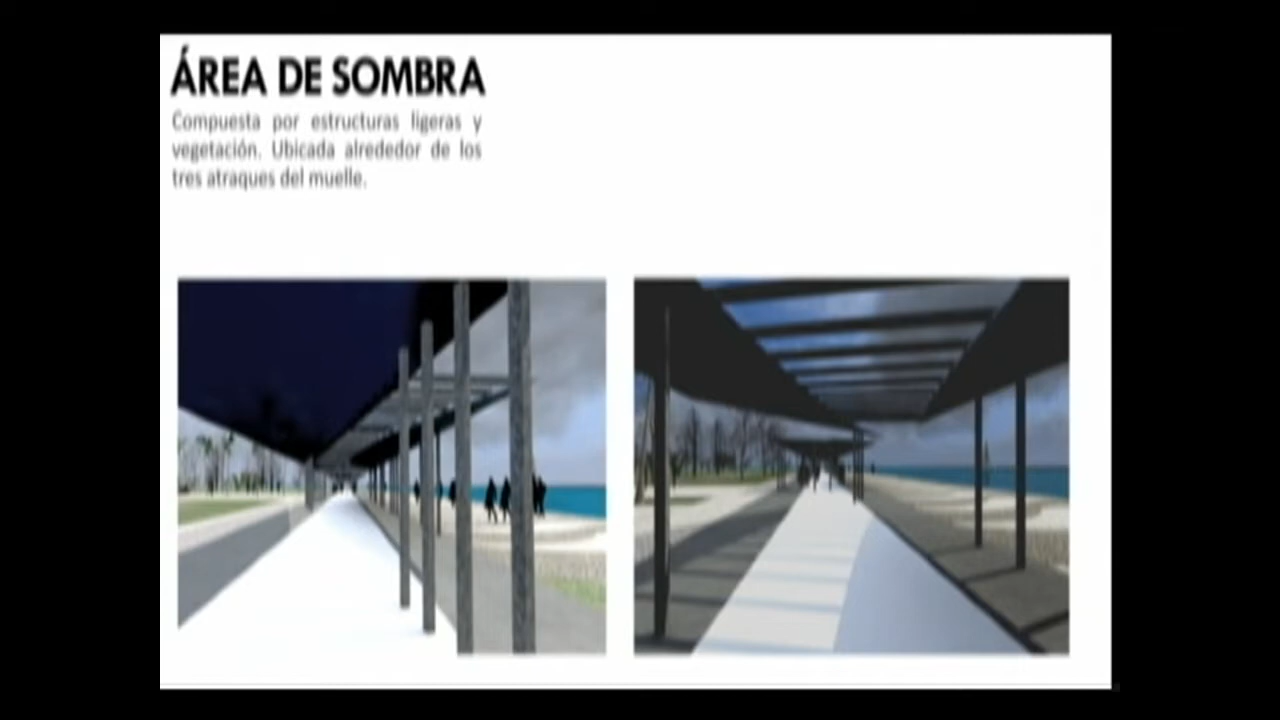 ÁREA DE SOMBRA
Compuesta por estructuras ligeras y
vegetación. Ubicada alrededor de los
tres atraques del muelle.